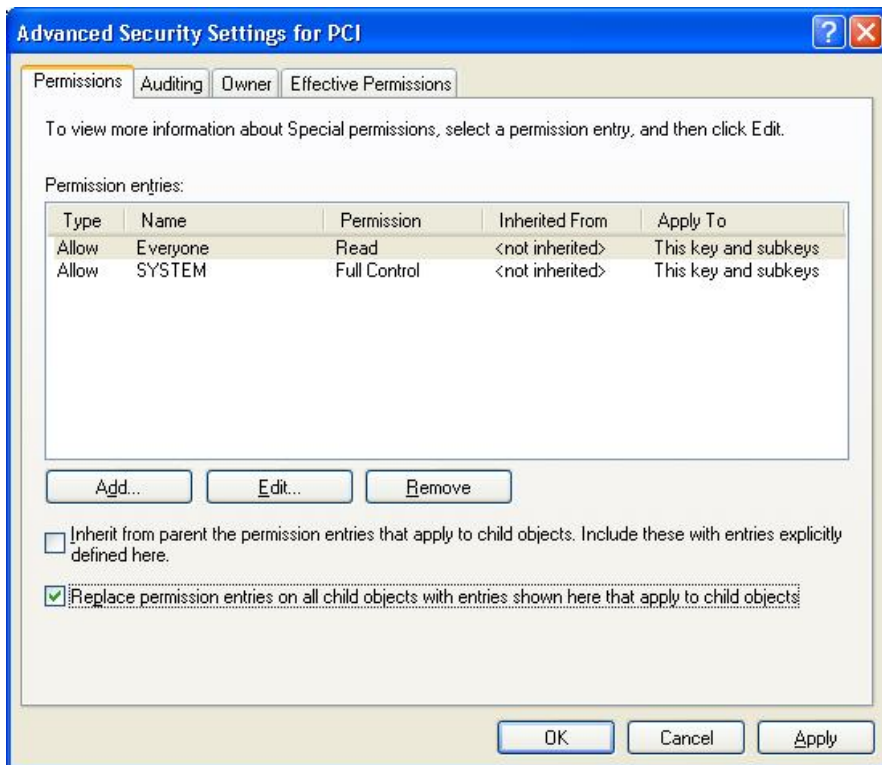 Advanced Security Settings for PCI
Permissions Auditing Owner Effective Permissions
To view more information about Special permissions, select a permission entry, and then click Edit.
Permission entries:
Type Name Permission Inherited From Apply To
Allow Everyone Read <not inherited> This key and subkeys
Allow SYSTEM Full Control <not inherited> This key and subkeys
Add... Edit... Remove
Inherit from parent the permission entries that apply to child objects. Include these with entries explicitly
defined here.
Replace permission entries on all child objects with entries shown here that apply to child objects
OK Cancel Apply